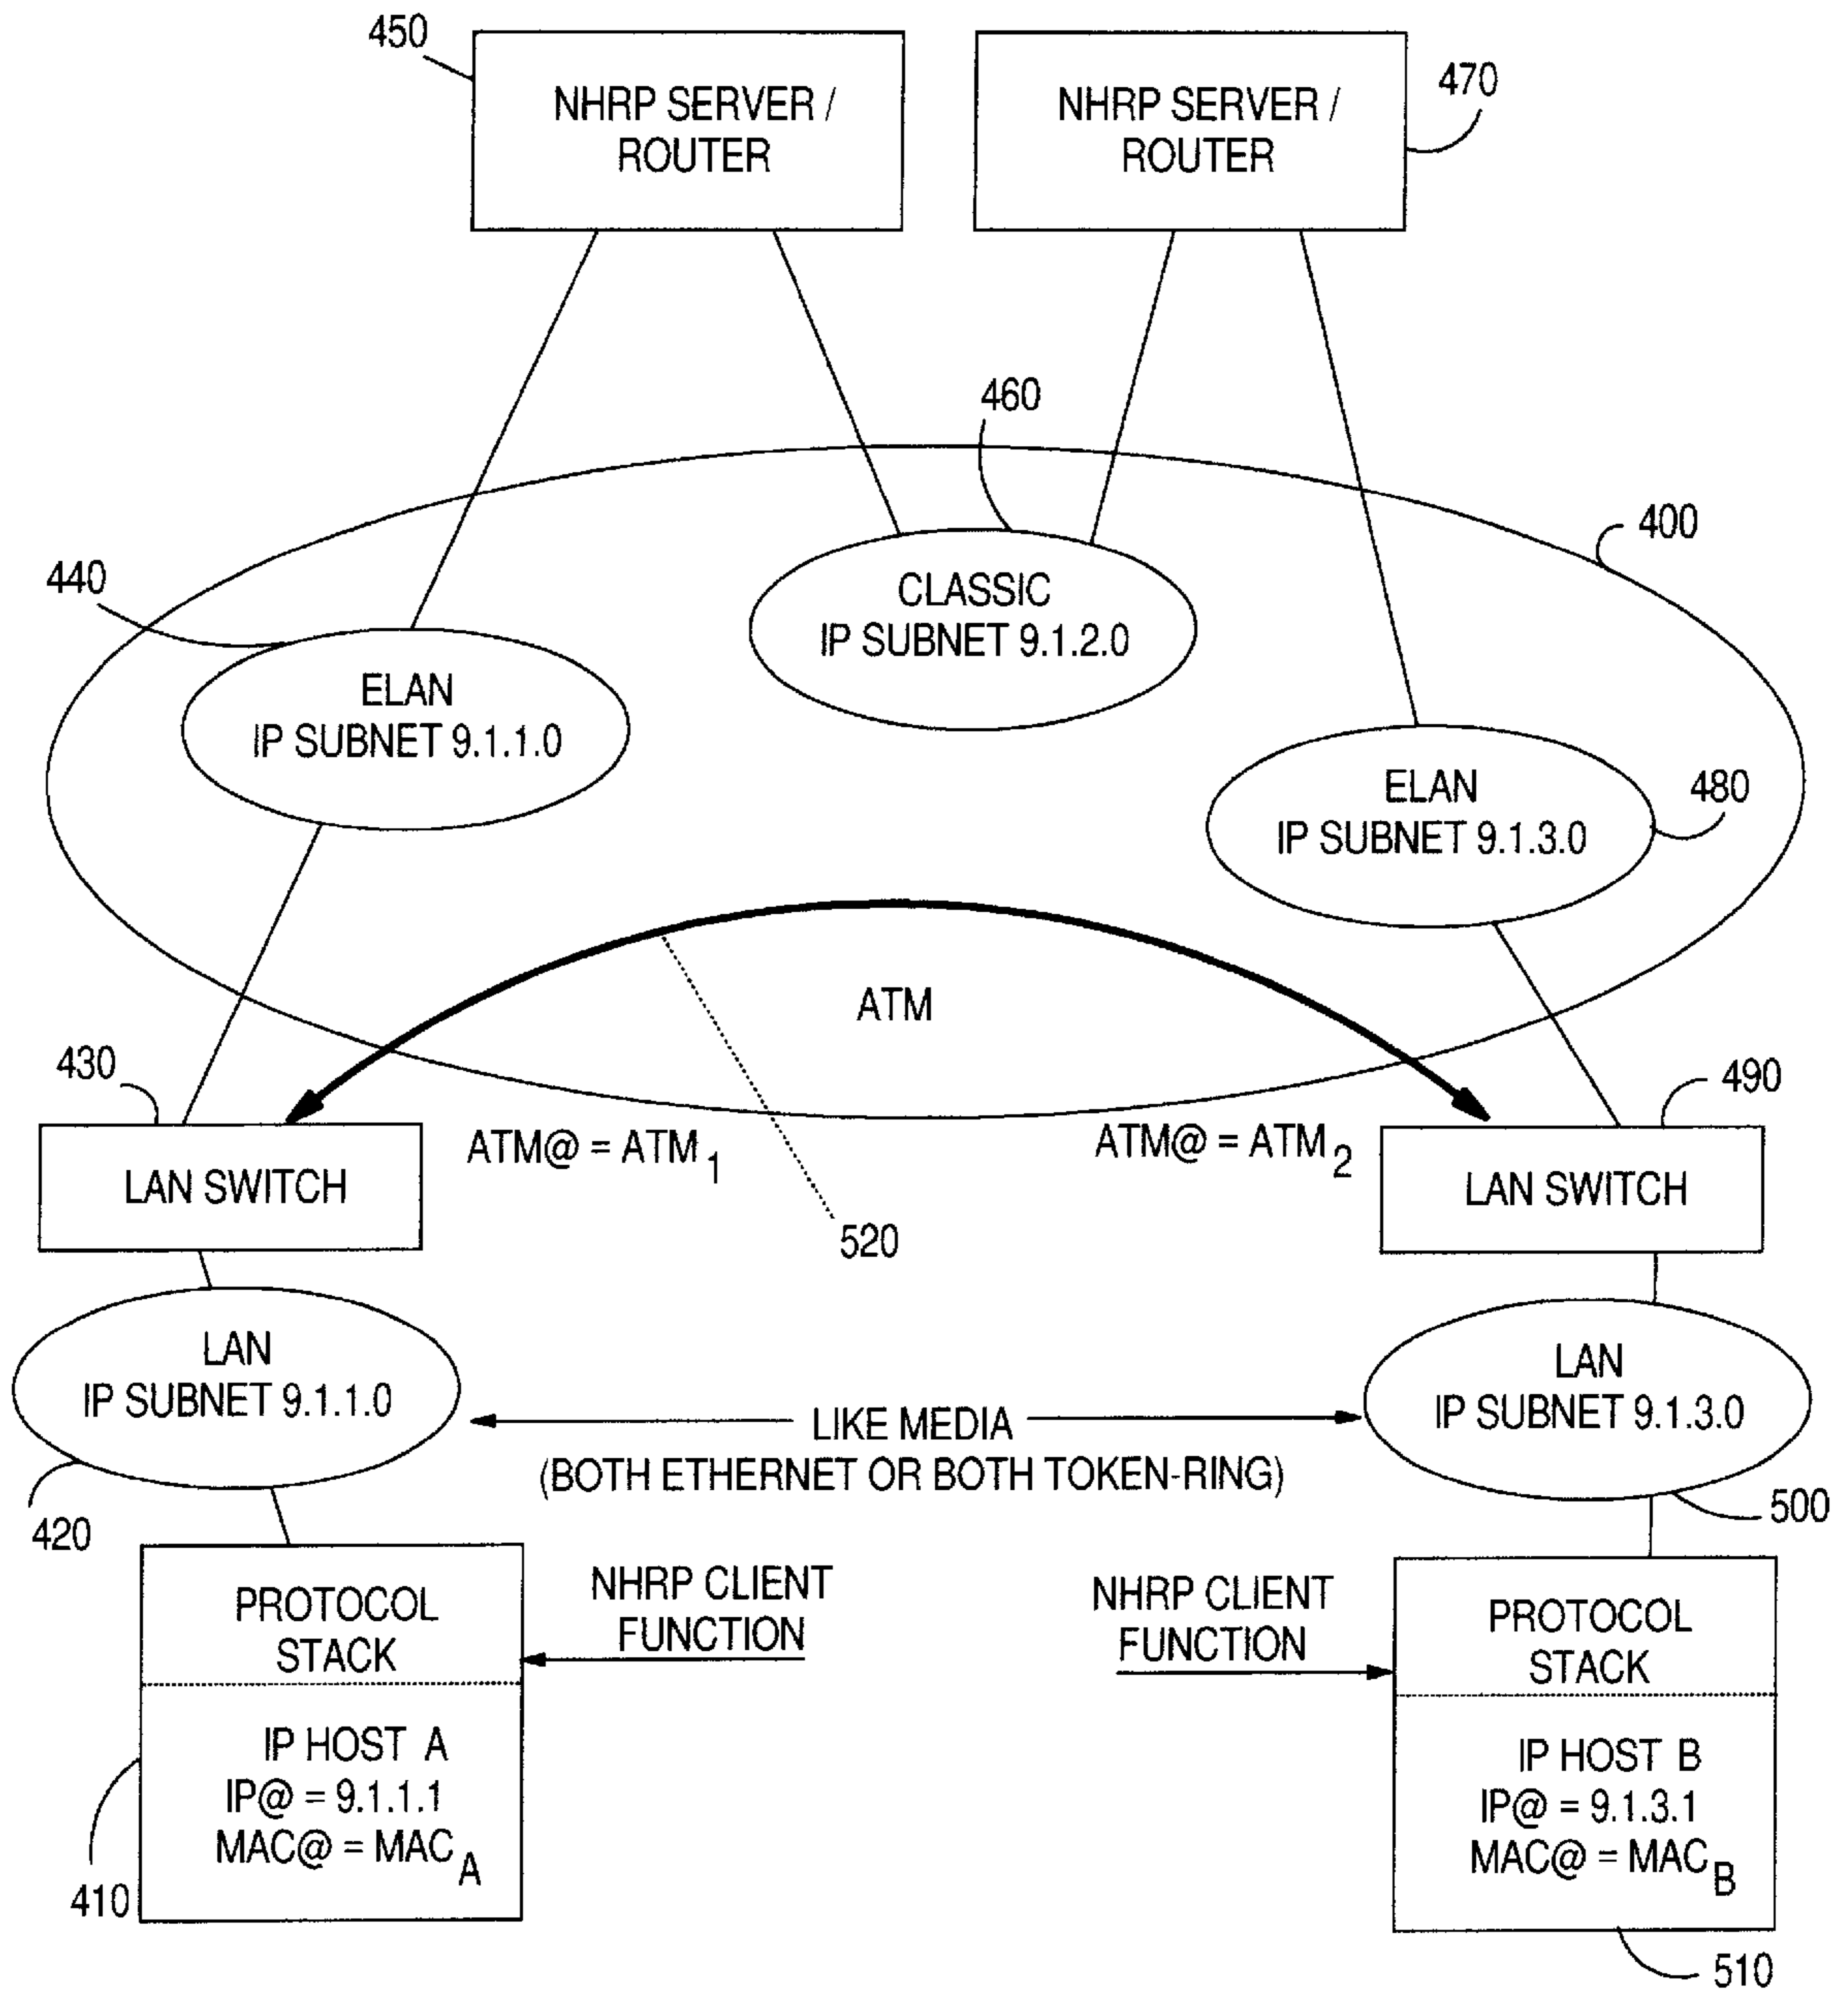 450
NHRP SERVER /
ROUTER
NHRP SERVER /
ROUTER
470
460
400
440
CLASSIC
IP SUBNET 9.1.2.0
ELAN
IP SUBNET 9.1.1.0
ELAN
IP SUBNET 9.1.3.0
480
ATM
430
490
LAN SWITCH
ATM@ = ATM1
ATM@ = ATM2
LAN SWITCH
520
LAN
IP SUBNET 9.1.1.0
LAN
IP SUBNET 9.1.3.0
LIKE MEDIA
(BOTH ETHERNET OR BOTH TOKEN-RING)
420
500
PROTOCOL
STACK
NHRP CLIENT
FUNCTION
NHRP CLIENT
FUNCTION
PROTOCOL
STACK
IP HOST A
IP@ = 9.1.1.1
MAC@ = MACA
IP HOST B
IP@ = 9.1.3.1
MAC@ = MACB
410
510